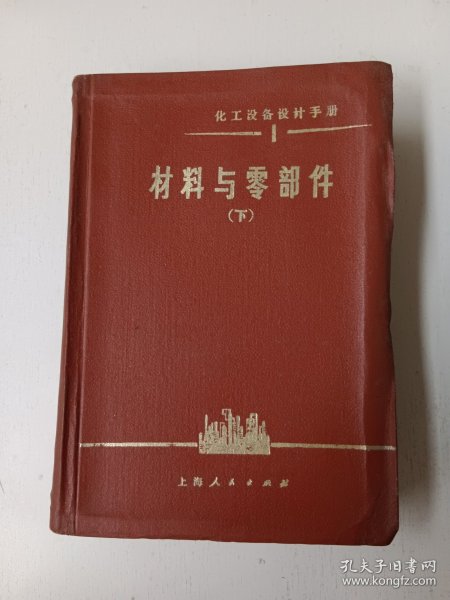 化工设备设计手册
1
材料与零部件
(下)
上海人民出版社
孔夫子旧书网
www.kongfz.com